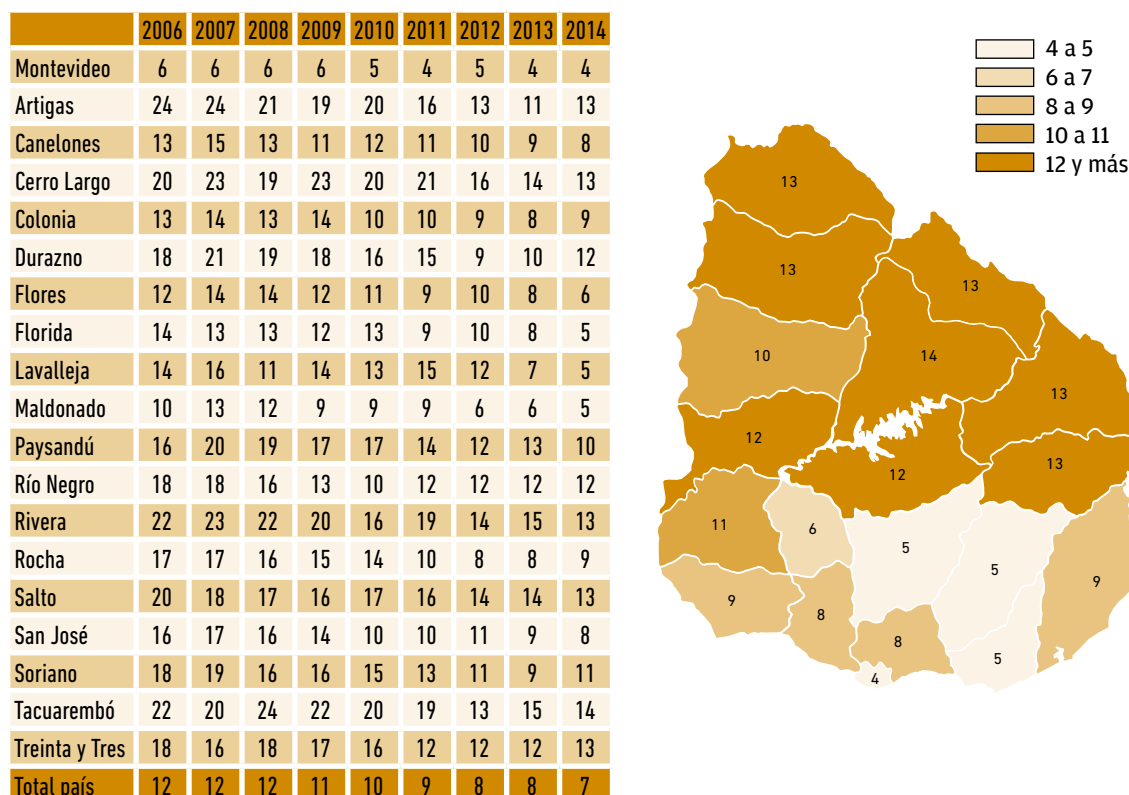 2006 2007 2008 2009 2010 2011 2012 2013 2014
Montevideo 6 6 6 6 5 4 5 4 4
Artigas 24 24 21 19 20 16 13 11 13
Canelones 13 15 13 11 12 11 10 9 8
Cerro Largo 20 23 19 23 20 21 16 14 13
Colonia 13 14 13 14 10 10 9 8 9
Durazno 18 21 19 18 16 15 9 10 12
Flores 12 14 14 12 11 9 10 8 6
Florida 14 13 13 12 13 9 10 8 5
Lavalleja 14 16 11 14 13 15 12 7 5
Maldonado 10 13 12 9 9 9 6 6 5
Paysandú 16 20 19 17 17 14 12 13 10
Río Negro 18 18 16 13 10 12 12 12 12
Rivera 22 23 22 20 16 19 14 15 13
Rocha 17 17 16 15 14 10 8 8 9
Salto 20 18 17 16 17 16 14 14 13
San José 16 17 16 14 10 10 11 9 8
Soriano 18 19 16 16 15 13 11 9 11
Tacuarembó 22 20 24 22 20 19 13 15 14
Treinta y Tres 18 16 18 17 16 12 12 12 13
Total país 12 12 12 11 10 9 8 8 7
4 a 5
6 a 7
8 a 9
10 a 11
12 y más
13
13
13
10
14
13
12
13
12
11
6
5
5
9
9
8
8
5
4